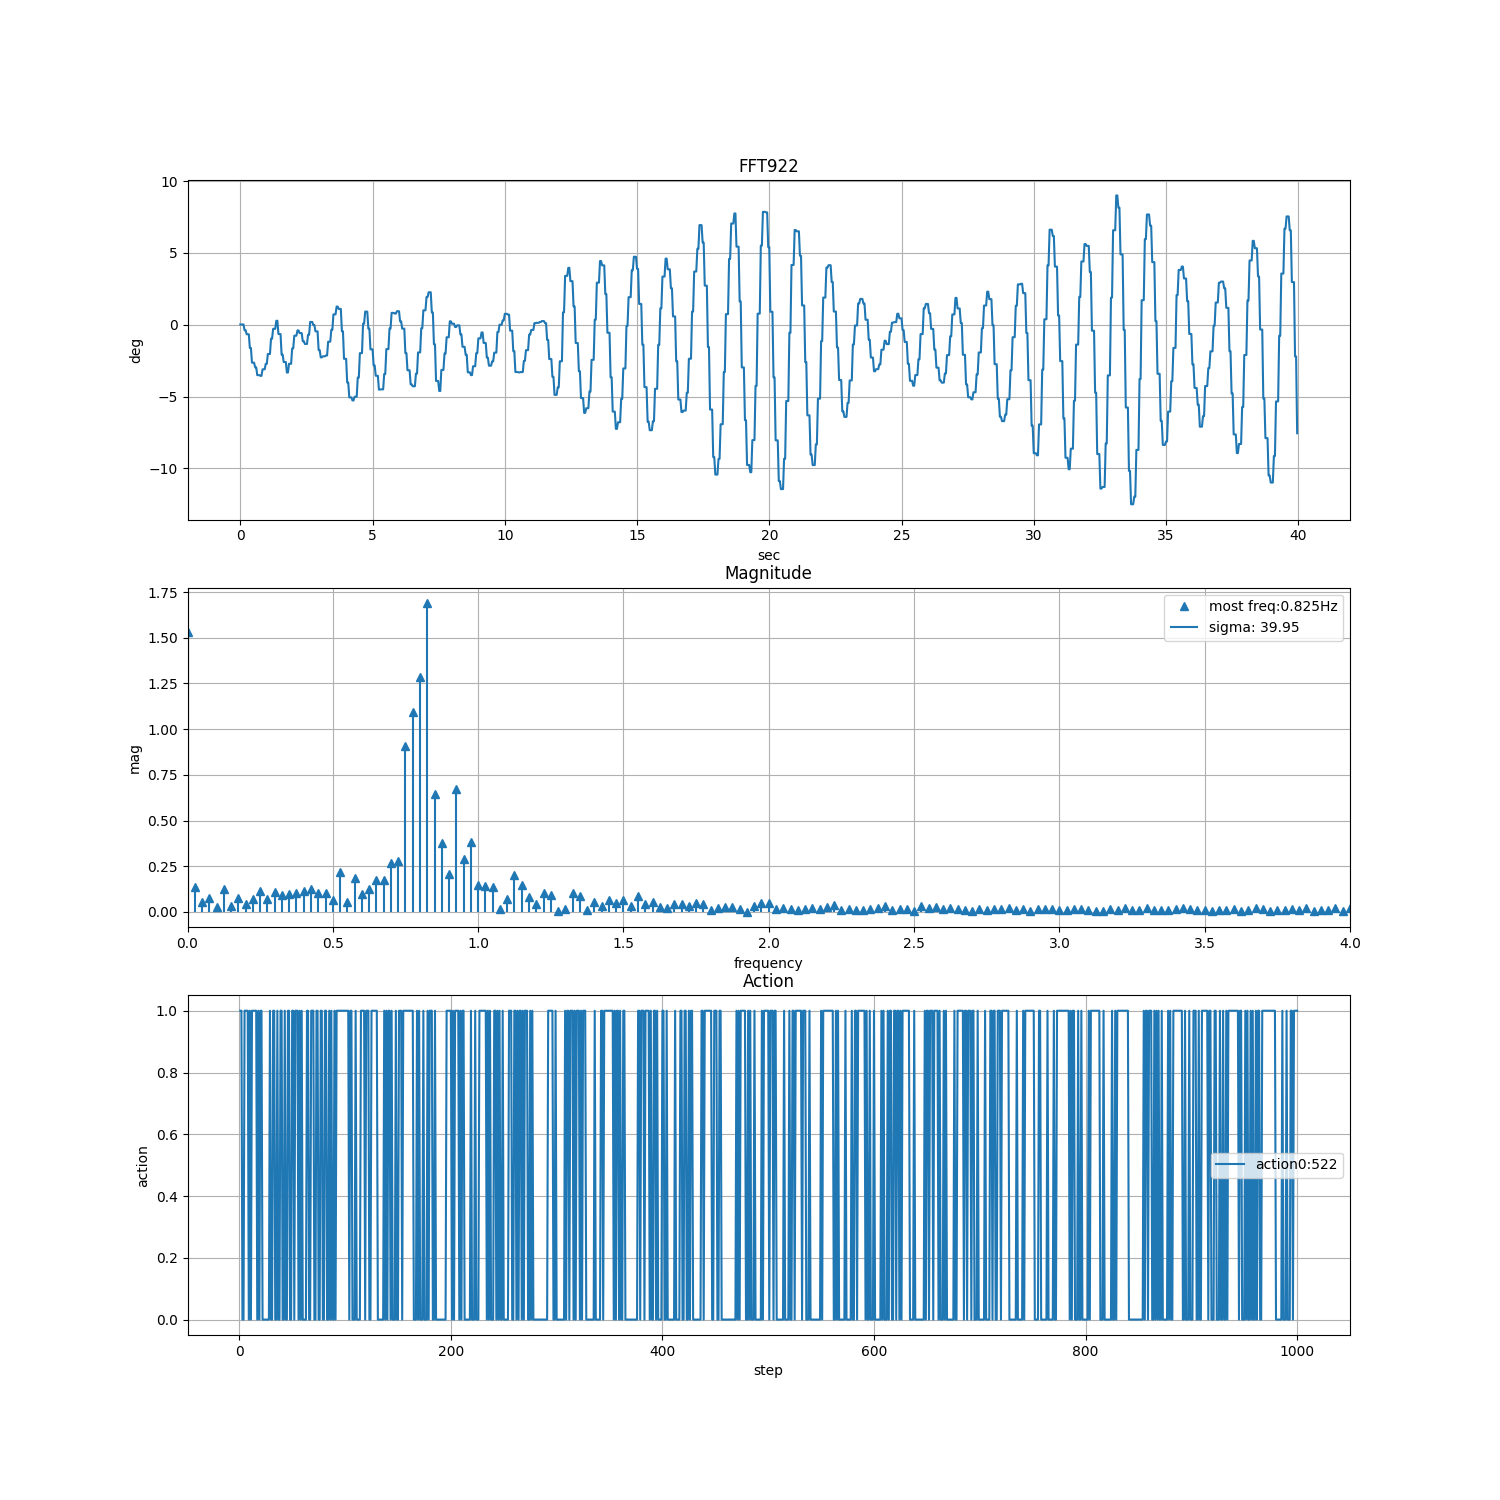 FFT922
10
5
0
−5
−10
deg
0 5 10 15 20 25 30 35 40
sec
Magnitude
1.75
1.50
1.25
1.00
0.75
0.50
0.25
0.00
mag
most freq:0.825Hz
sigma: 39.95
0.0 0.5 1.0 1.5 2.0 2.5 3.0 3.5 4.0
frequency
Action
1.0
0.8
0.6
0.4
0.2
0.0
action
action0:522
0 200 400 600 800 1000
step